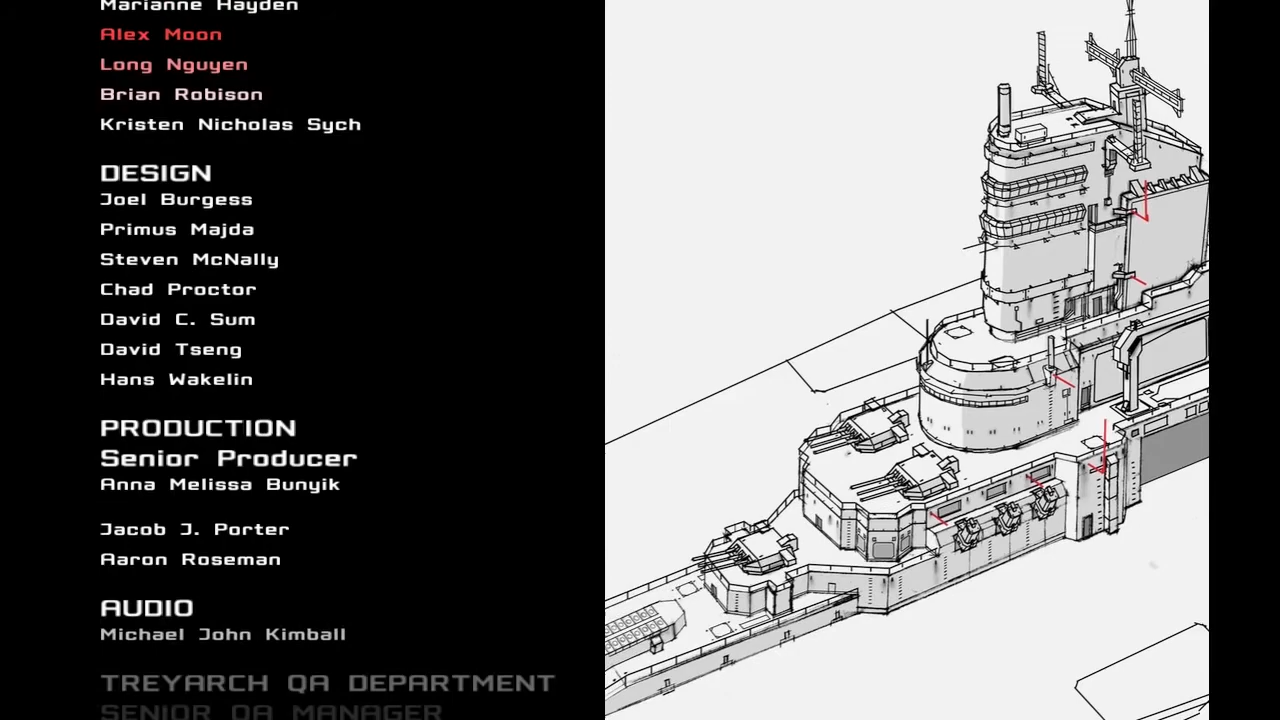 Marianne Hayden
Alex Moon
Long Nguyen
Brian Robison
Kristen Nicholas Sych
DESIGN
Joel Burgess
Primus Majda
Steven McNally
Chad Proctor
David C. Sum
David Tseng
Hans Wakelin
PRODUCTION
Senior Producer
Anna Melissa Bunyik
Jacob J. Porter
Aaron Roseman
AUDIO
Michael John Kimball
TREYARCH QA DEPARTMENT
SENIOR QA MANAGER